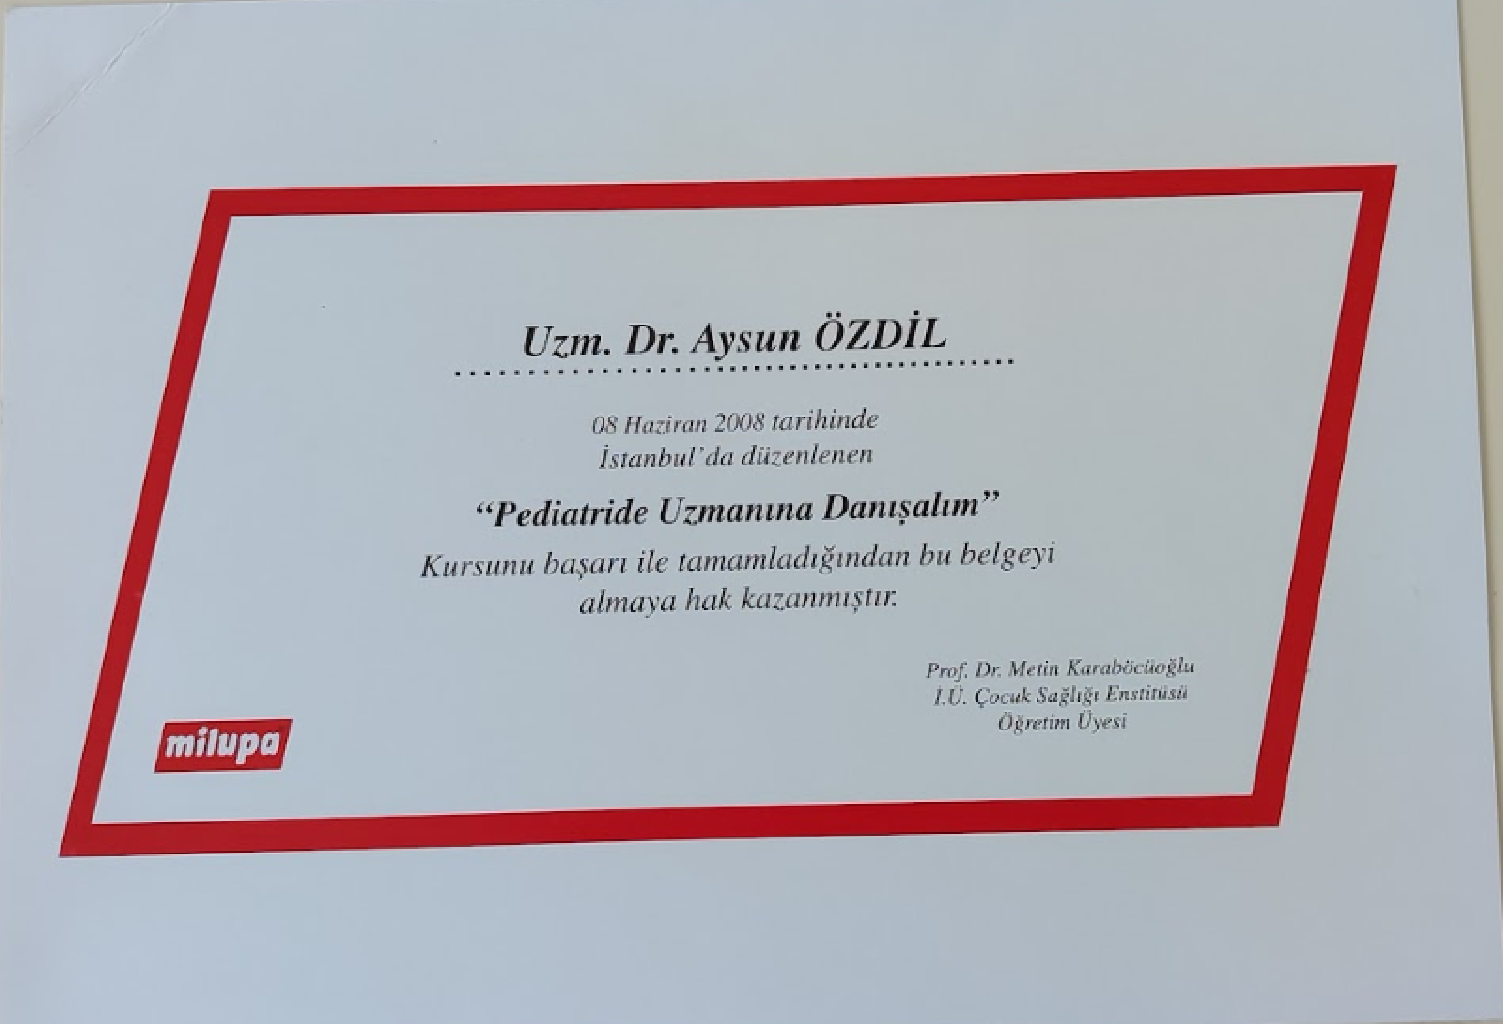 Uzm. Dr. Aysun ÖZDİL
08 Haziran 2008 tarihinde
İstanbul'da düzenlenen
“Pediatride Uzmanına Danışalım”
Kursunu başarı ile tamamladığından bu belgeyi
almaya hak kazanmıştır.
Prof. Dr. Metin Karaböcüoğlu
İ.Ü. Çocuk Sağlığı Enstitüsü
Öğretim Üyesi
milupa